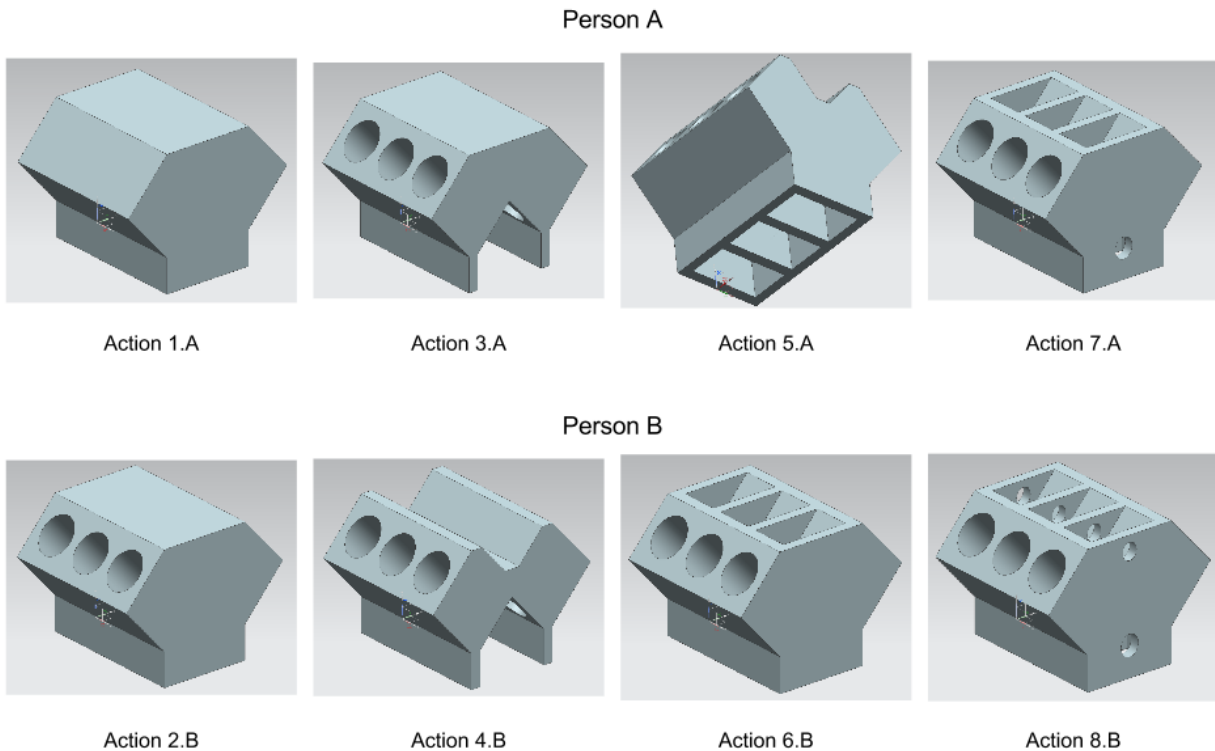 Person A
Action 1.A
Action 3.A
Action 5.A
Action 7.A
Person B
Action 2.B
Action 4.B
Action 6.B
Action 8.B